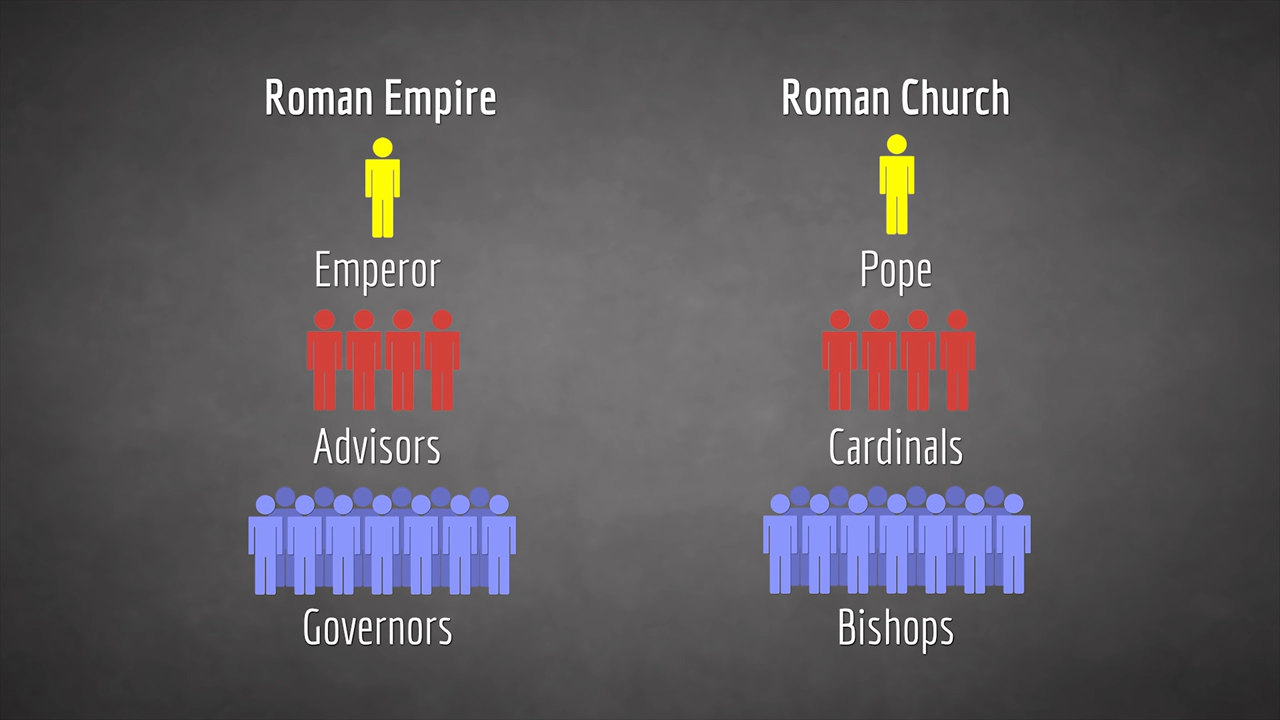 Roman Empire
Emperor
Advisors
Governors
Roman Church
Pope
Cardinals
Bishops